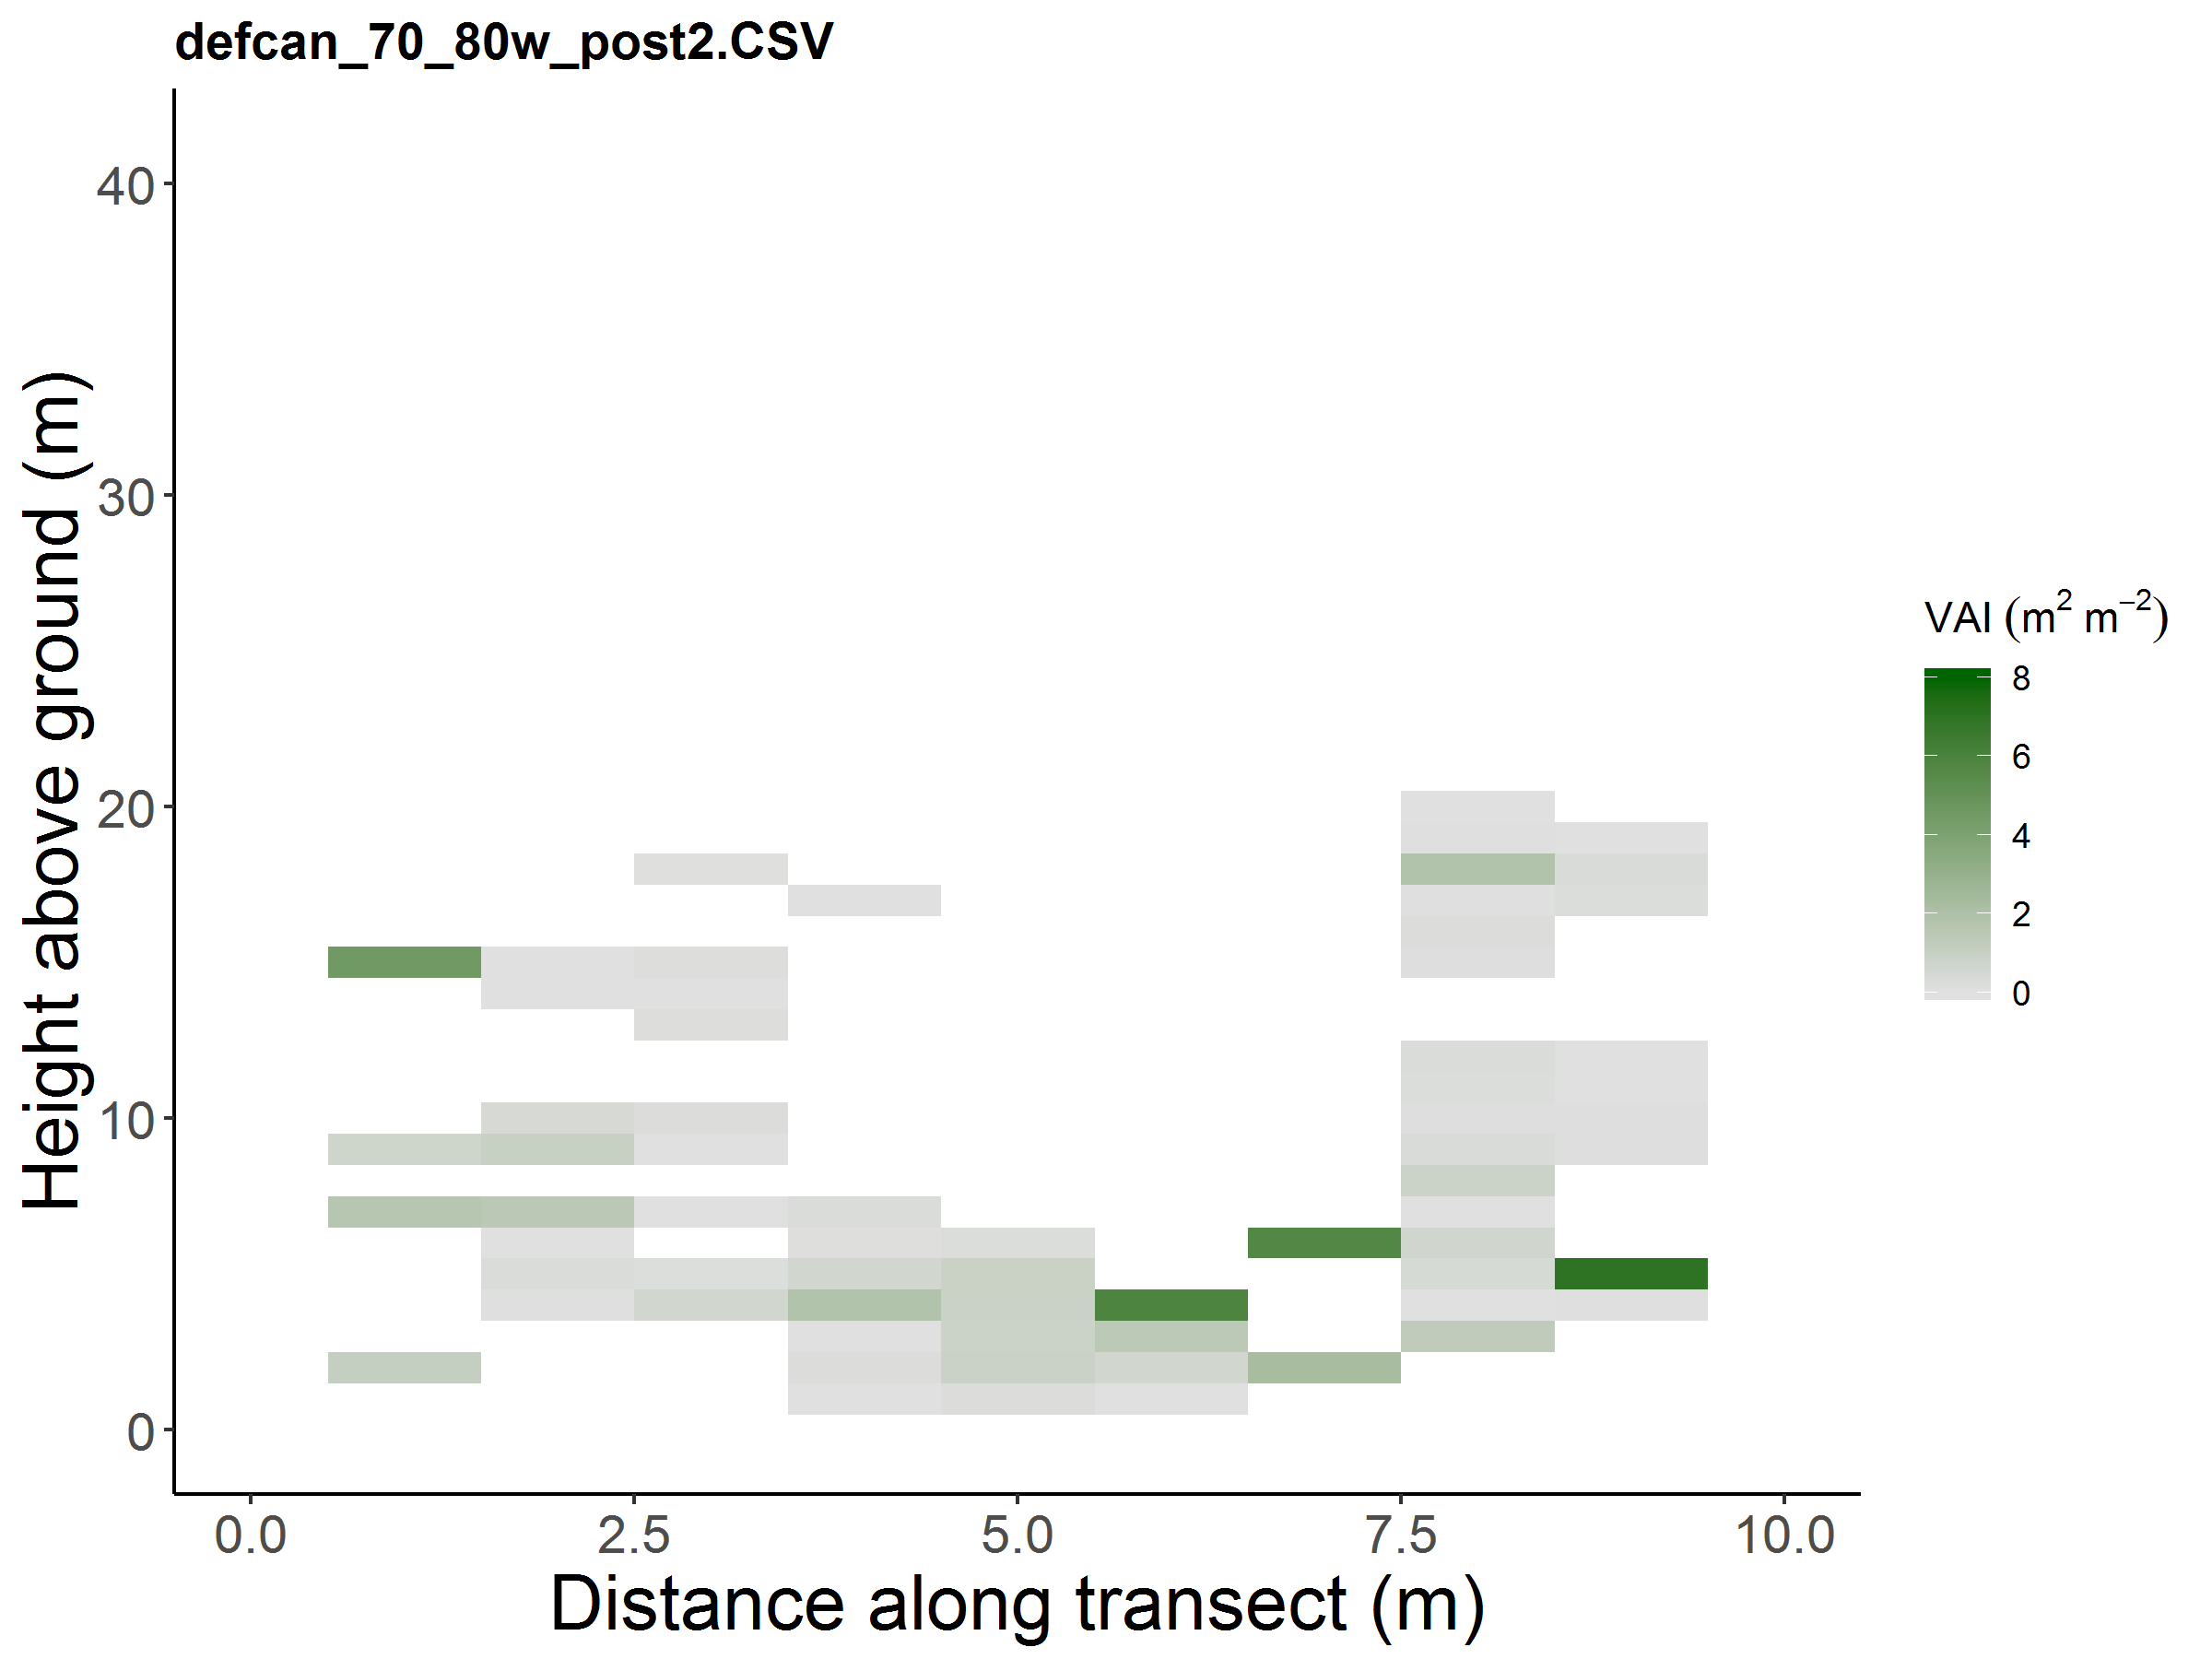 defcan_70_80w_post2.CSV
Height above ground (m)
40
30
20
10
0
0.0 2.5 5.0 7.5 10.0
Distance along transect (m)
VAI (m² m⁻²)
8
6
4
2
0